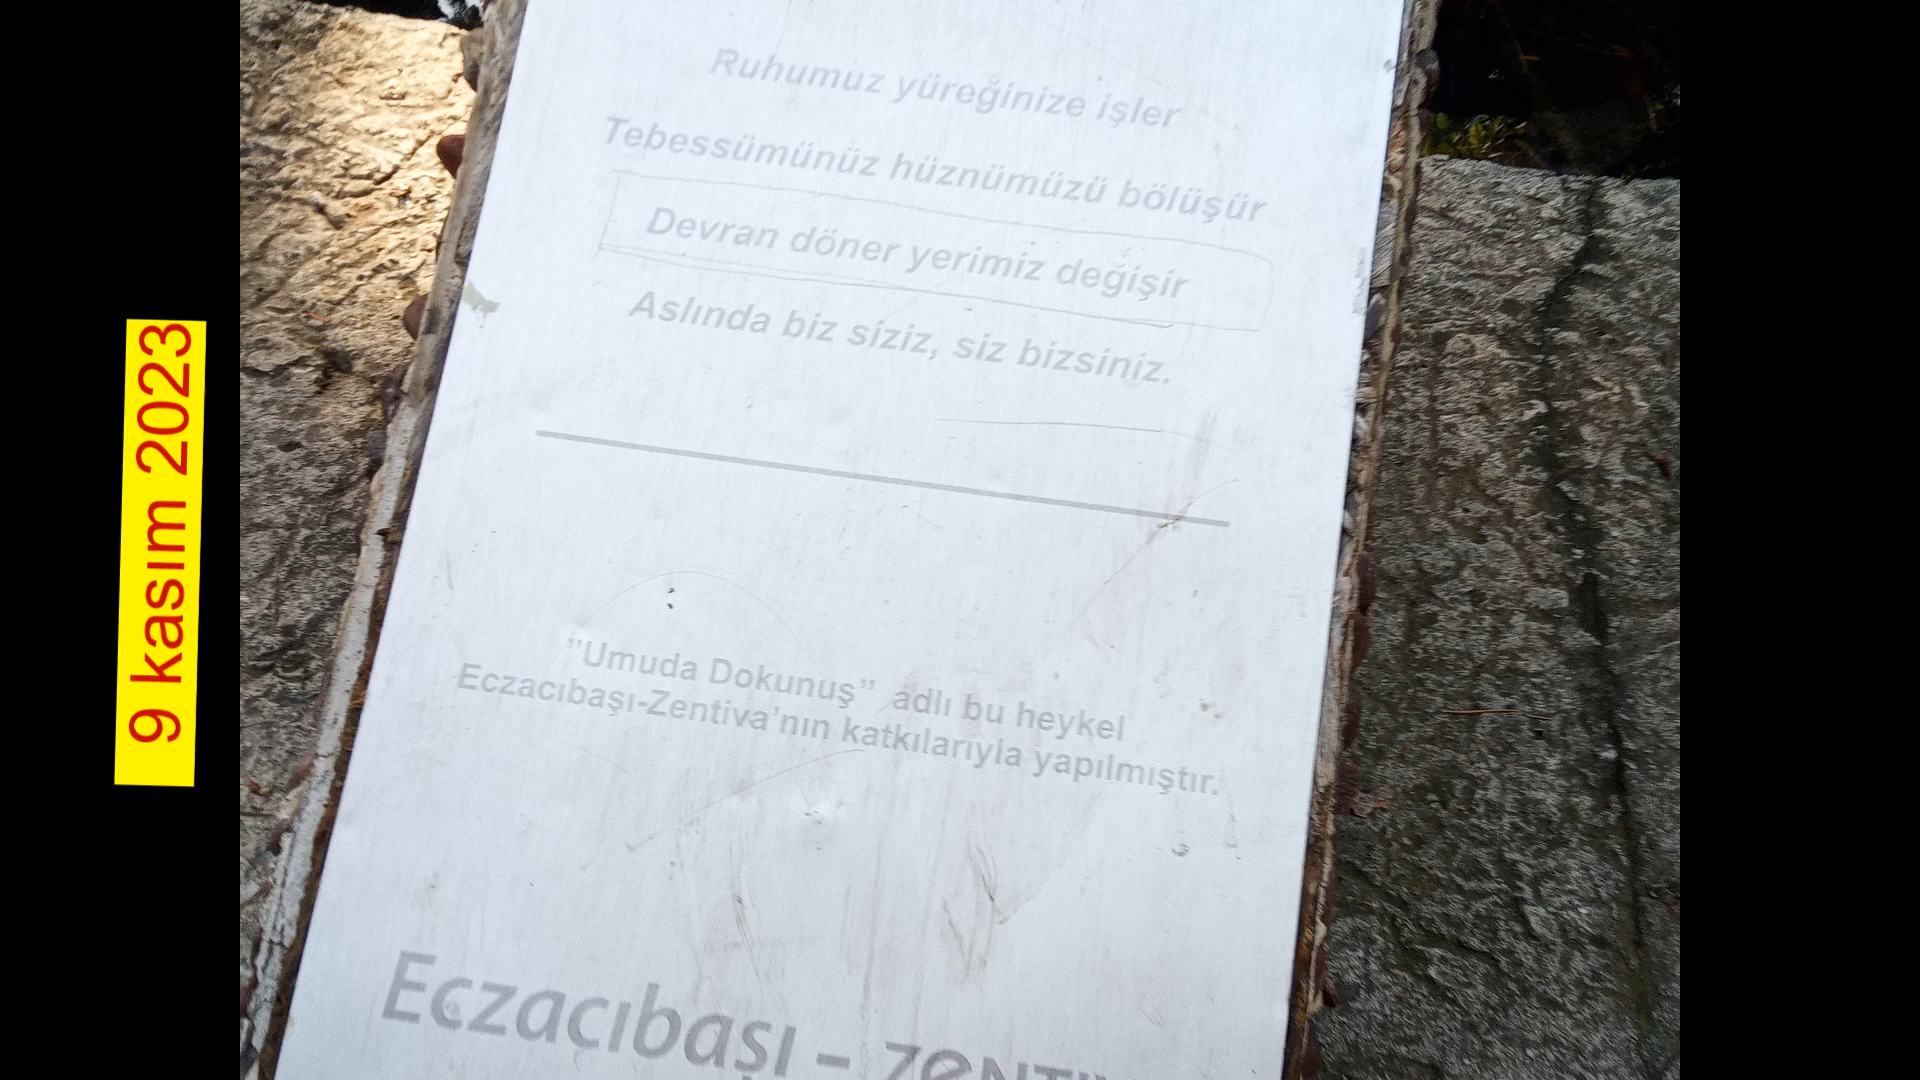 Ruhumuz yüreğinize işler
Tebessümünüz hüznümüzü bölüşür
Devran döner yerimiz değişir
Aslında biz siziz, siz bizsiniz.
”Umuda Dokunuş” adlı bu heykel
Eczacıbaşı-Zentiva’nın katkılarıyla yapılmıştır.
Eczacıbaşı –
9 kasım 2023